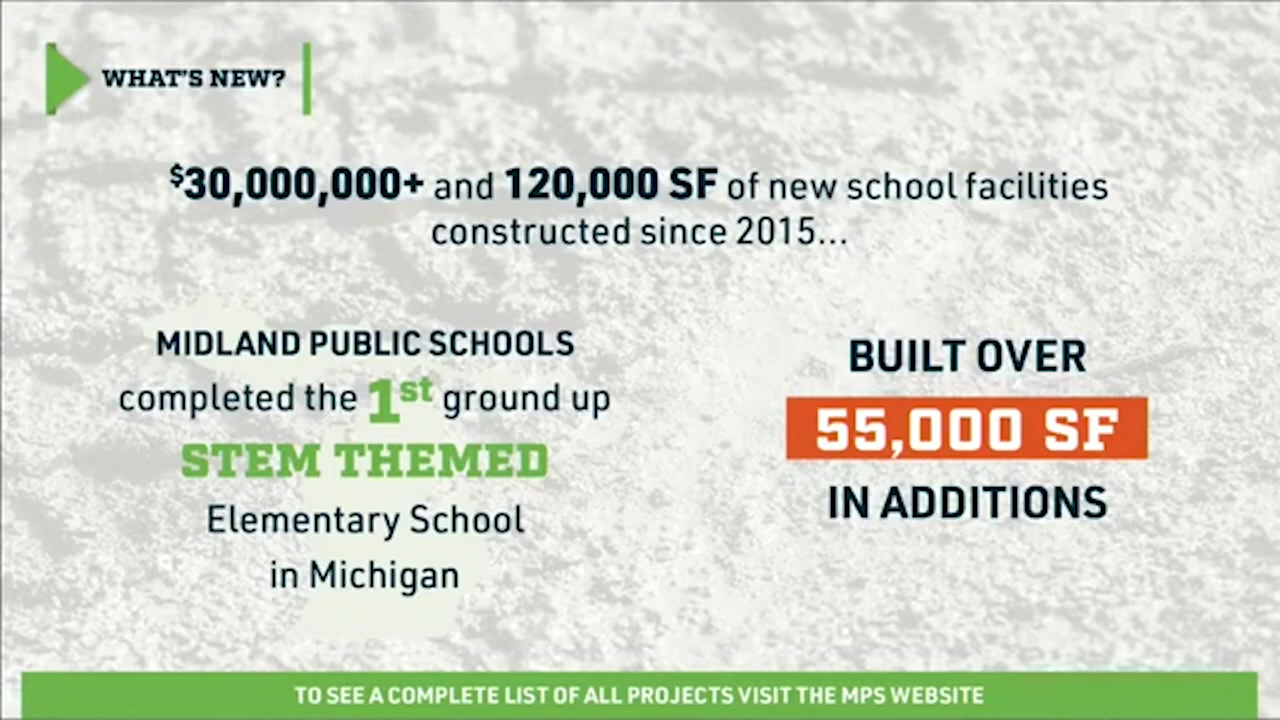 WHAT'S NEW?
$30,000,000+ and 120,000 SF of new school facilities
constructed since 2015...
MIDLAND PUBLIC SCHOOLS
completed the 1st ground up
STEM THEMED
Elementary School
in Michigan
BUILT OVER
55,000 SF
IN ADDITIONS
TO SEE A COMPLETE LIST OF ALL PROJECTS VISIT THE MPS WEBSITE